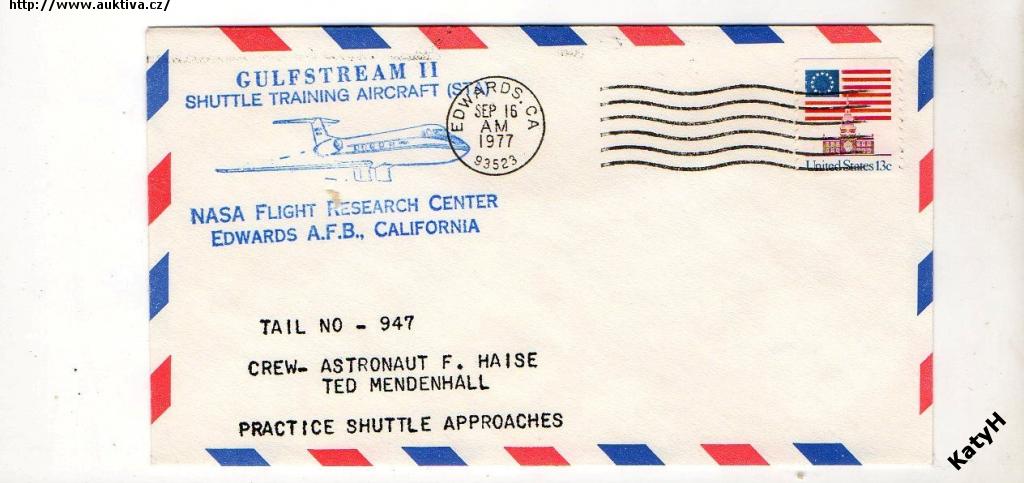 http://www.auktiva.cz/
GULFSTREAM II
SHUTTLE TRAINING AIRCRAFT (STA)
EDWARDS, CA
SEP 16
AM
1977
93523
United States 13c
NASA FLIGHT RESEARCH CENTER
EDWARDS A.F.B., CALIFORNIA
TAIL NO - 947
CREW- ASTRONAUT F. HAISE
TED MENDENHALL
PRACTICE SHUTTLE APPROACHES
KatyH